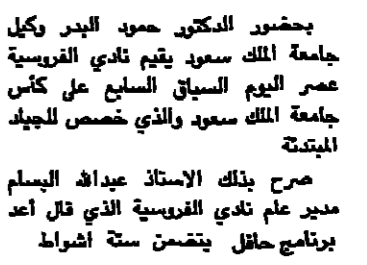 بحضور الدكتور حمود البدر وكيل
جامعة الملك سعود يقيم نادي الفروسية
عصر اليوم السباق السابع على كأس
جامعة الملك سعود والذي خصص للجياد
المبتدئة
صرح بذلك الاستاذ عبدالله البسام
مدير عام نادي الفروسية الذي قال أعد
برنامج حافل يتضمن ستة اشواط